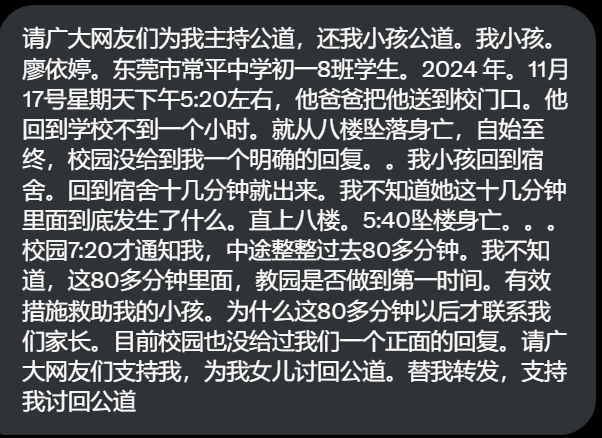 请广大网友们为我主持公道，还我小孩公道。我小孩。
廖依婷。东莞市常平中学初一8班学生。2024 年。11月
17号星期天下午5:20左右，他爸爸把他送到校门口。他
回到学校不到一个小时。就从八楼坠落身亡，自始至
终，校园没给到我一个明确的回复。。我小孩回到宿
舍。回到宿舍十几分钟就出来。我不知道她这十几分钟
里面到底发生了什么。直上八楼。5:40坠楼身亡。。。
校园7:20才通知我，中途整整过去80多分钟。我不知
道，这80多分钟里面，教园是否做到第一时间。有效
措施救助我的小孩。为什么这80多分钟以后才联系我
们家长。目前校园也没给过我们一个正面的回复。请广
大网友们支持我，为我女儿讨回公道。替我转发，支持
我讨回公道